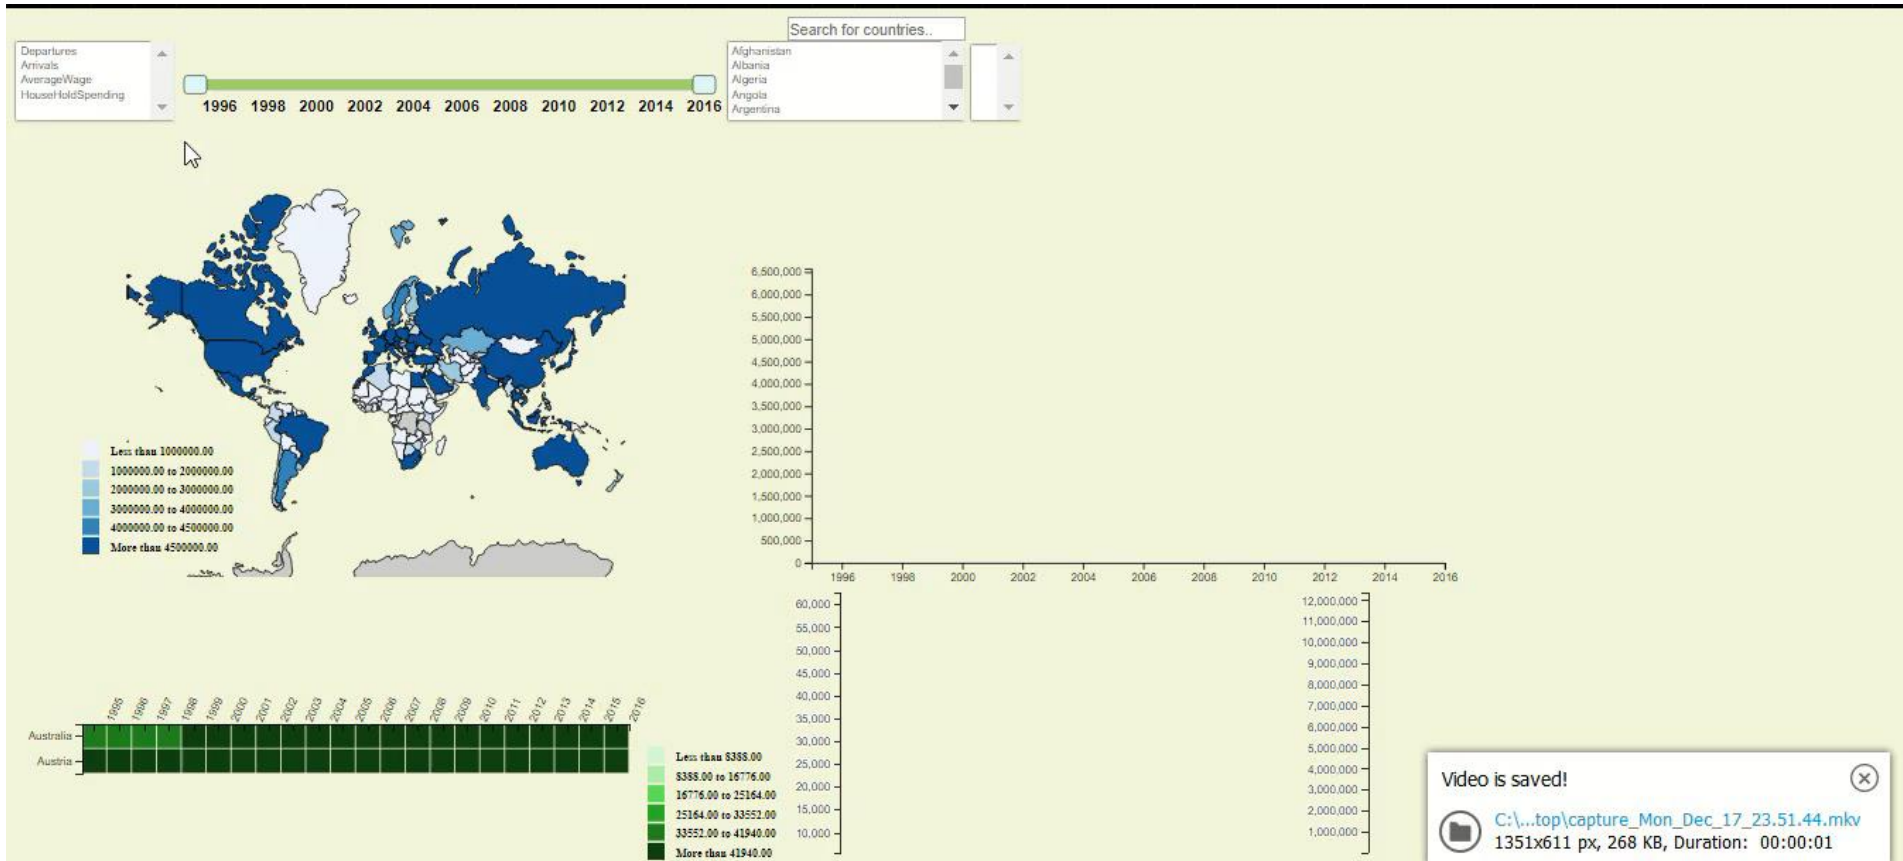 Search for countries..
Departures
Arrivals
AverageWage
HouseHoldSpending
1996 1998 2000 2002 2004 2006 2008 2010 2012 2014 2016
Afghanistan
Albania
Algeria
Angola
Argentina
Less than 1000000.00
1000000.00 to 2000000.00
2000000.00 to 3000000.00
3000000.00 to 4000000.00
4000000.00 to 4500000.00
More than 4500000.00
6,500,000
6,000,000
5,500,000
5,000,000
4,500,000
4,000,000
3,500,000
3,000,000
2,500,000
2,000,000
1,500,000
1,000,000
500,000
0
1996 1998 2000 2002 2004 2006 2008 2010 2012 2014 2016
1995 1996 1997 1998 1999 2000 2001 2002 2003 2004 2005 2006 2007 2008 2009 2010 2011 2012 2013 2014 2015 2016
Australia
Austria
Less than 8388.00
8388.00 to 16776.00
16776.00 to 25164.00
25164.00 to 33552.00
33552.00 to 41940.00
More than 41940.00
60,000
55,000
50,000
45,000
40,000
35,000
30,000
25,000
20,000
15,000
10,000
12,000,000
11,000,000
10,000,000
9,000,000
8,000,000
7,000,000
6,000,000
5,000,000
4,000,000
3,000,000
2,000,000
1,000,000
Video is saved!
C:\...top\capture_Mon_Dec_17_23.51.44.mkv
1351x611 px, 268 KB, Duration: 00:00:01